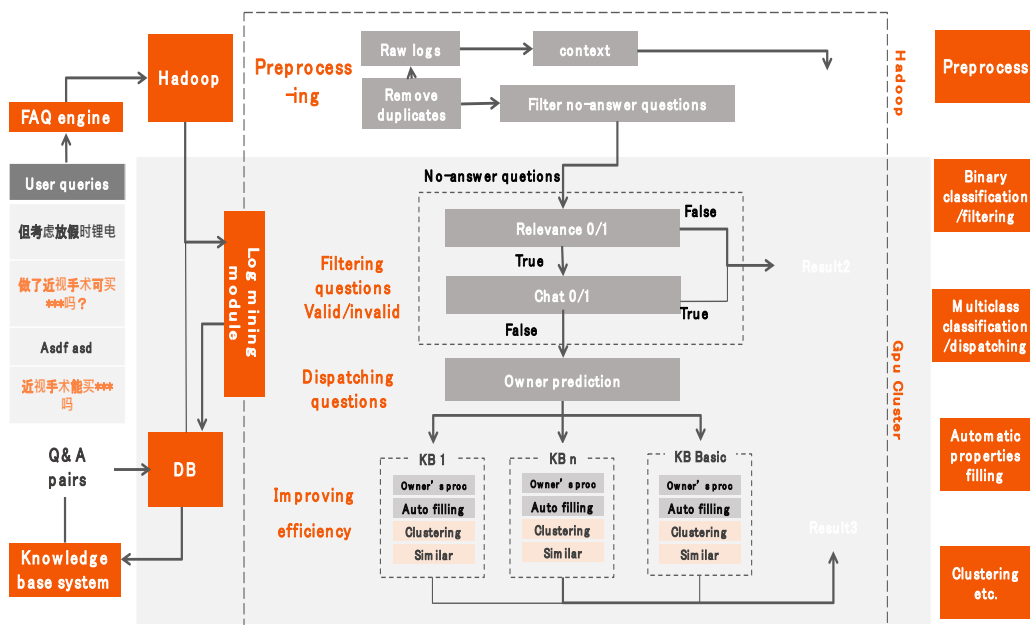 Hadoop
FAQ engine
User queries
但考虑放假时锂电
做了近视手术可买
***吗？
Asdf asd
近视手术能买***
吗
Q& A
pairs
Knowledge
base system
DB
Log mining
module
Preprocess
-ing
Raw logs
context
Remove
duplicates
Filter no-answer questions
No-answer quetions
Filtering
questions
Valid/invalid
Relevance 0/1
False
True
Chat 0/1
True
False
Result2
Dispatching
questions
Owner prediction
Improving
efficiency
KB 1
Owner' s proc
Auto filling
Clustering
Similar
KB n
Owner' s proc
Auto filling
Clustering
Similar
KB Basic
Owner' s proc
Auto filling
Clustering
Similar
Result3
Hadoop
Gpu Cluster
Preprocess
Binary
classification
/filtering
Multiclass
classification
/dispatching
Automatic
properties
filling
Clustering
etc.